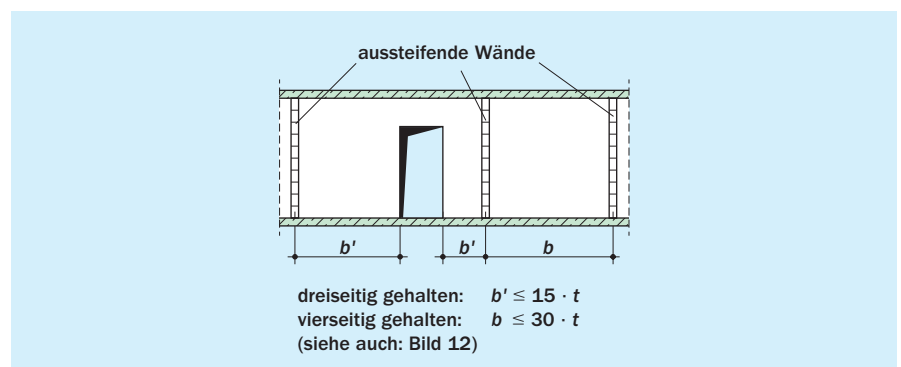 aussteifende Wände
b' b' b
dreiseitig gehalten: b' ≤ 15 · t
vierseitig gehalten: b ≤ 30 · t
(siehe auch: Bild 12)